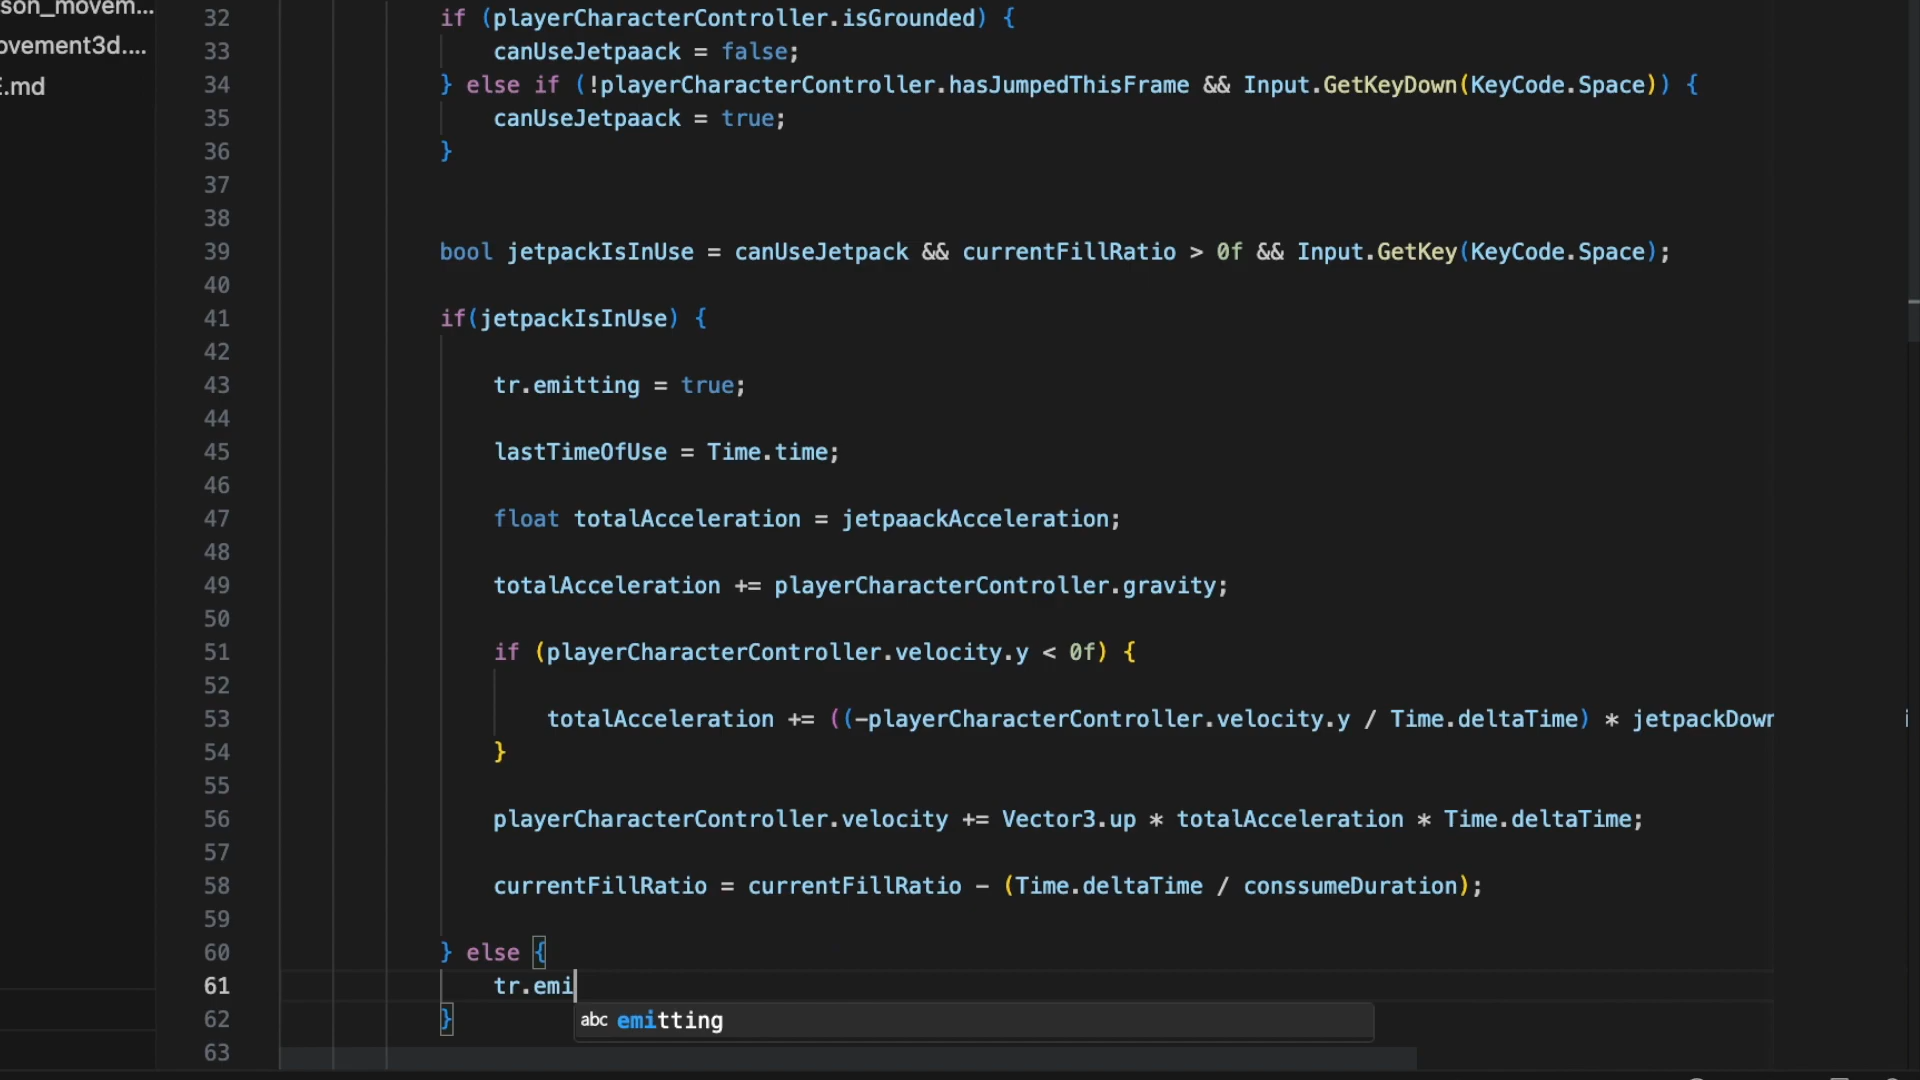 son_movem...
ovement3d....
E.md
32 if (playerCharacterController.isGrounded) {
33 canUseJetpaack = false;
34 } else if (!playerCharacterController.hasJumpedThisFrame && Input.GetKeyDown(KeyCode.Space)) {
35 canUseJetpaack = true;
36 }
37
38
39 bool jetpackIsInUse = canUseJetpack && currentFillRatio > 0f && Input.GetKey(KeyCode.Space);
40
41 if(jetpackIsInUse) {
42
43 tr.emitting = true;
44
45 lastTimeOfUse = Time.time;
46
47 float totalAcceleration = jetpaackAcceleration;
48
49 totalAcceleration += playerCharacterController.gravity;
50
51 if (playerCharacterController.velocity.y < 0f) {
52
53 totalAcceleration += ((-playerCharacterController.velocity.y / Time.deltaTime) * jetpackDown
54 }
55
56 playerCharacterController.velocity += Vector3.up * totalAcceleration * Time.deltaTime;
57
58 currentFillRatio = currentFillRatio - (Time.deltaTime / conssumeDuration);
59
60 } else {
61 tr.emi
62 }
abc emitting
63